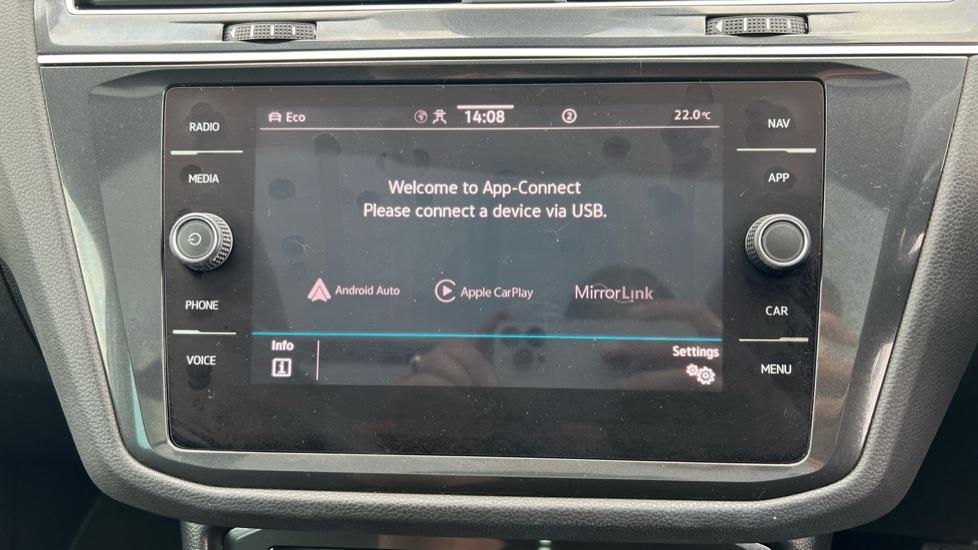 RADIO
MEDIA
PHONE
VOICE
Eco 14:08 2 22.0°C
Welcome to App-Connect
Please connect a device via USB.
Android Auto Apple CarPlay MirrorLink
Info Settings
i
NAV
APP
CAR
MENU